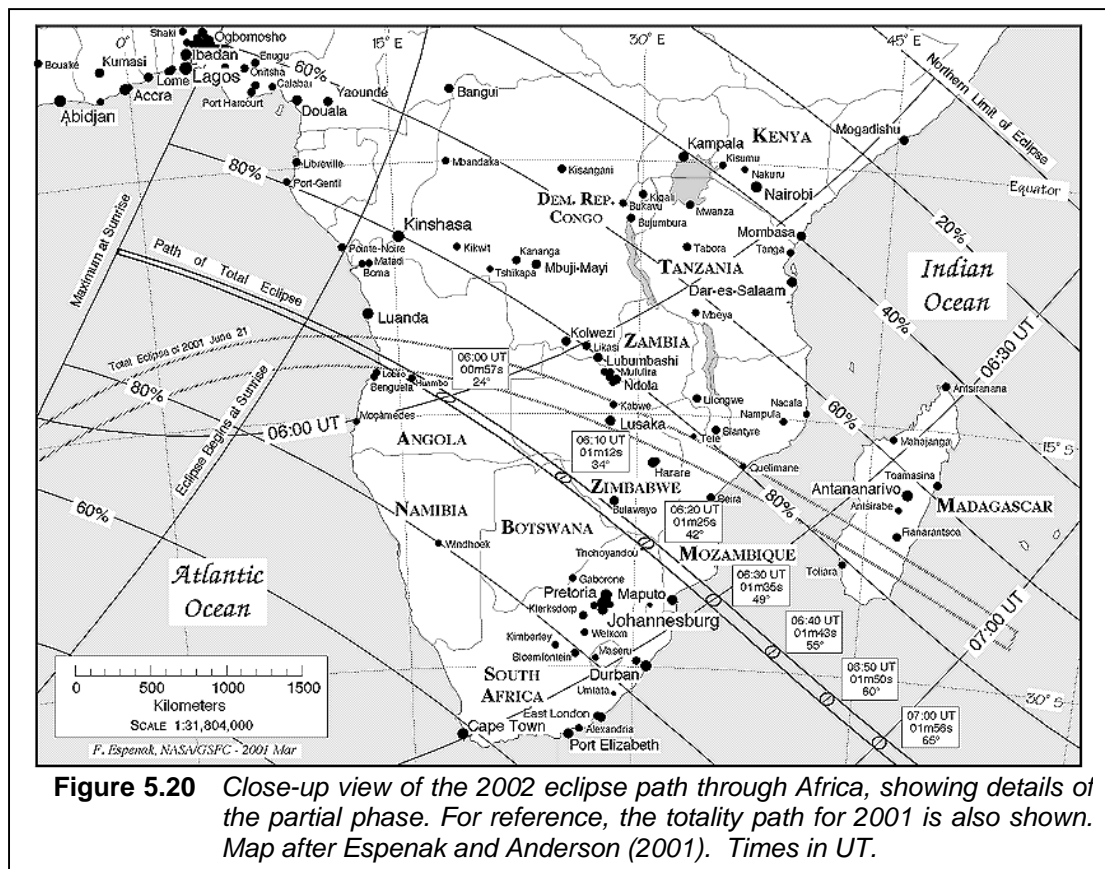 0°
15° E
30° E
45° E
Shaki
Ogbomosho
Ibadan
Lagos
Enugu
Onitsha
Calabar
Port Harcourt
Bouake
Kumasi
Lome
Accra
Abidjan
Douala
Yaounde
Bangui
60%
80%
Libreville
Port-Gentil
Mbandaka
Kisangani
Kampala
KENYA
Kisumu
Nakuru
Nairobi
Mogadishu
Northern Limit of Eclipse
Equator
DEM. REP.
CONGO
Kigali
Bukavu
Bujumbura
Mwanza
Kinshasa
Kikwit
Kananga
Tshikapa
Mbuji-Mayi
Tabora
Mombasa
Tanga
TANZANIA
Dar-es-Salaam
20%
Indian
Ocean
40%
Maximum at Sunrise
Path of Total Eclipse
Pointe-Noire
Matadi
Boma
Luanda
Mbeya
Kolwezi
Likasi
ZAMBIA
Lubumbashi
Mufulira
Ndola
06:30 UT
Total Eclipse of 2001 June 21
06:00 UT
00m57s
24°
Lobito
Benguela
Huambo
Kabwe
Lilongwe
Nacala
Nampula
Antsiranana
60%
80%
Eclipse Begins at Sunrise
06:00 UT
Moçamedes
ANGOLA
Lusaka
Tete
Blantyre
Mahajanga
15° S
06:10 UT
01m12s
34°
Harare
Quelimane
Toamasina
Antananarivo
MADAGASCAR
Antsirabe
ZIMBABWE
Bulawayo
Beira
80%
Fianarantsoa
60%
NAMIBIA
BOTSWANA
06:20 UT
01m25s
42°
Windhoek
Thohoyandou
MOZAMBIQUE
Toliara
Atlantic
Ocean
Gaborone
Pretoria
Maputo
06:30 UT
01m35s
49°
07:00 UT
Klerksdorp
Johannesburg
Kimberley
Welkom
06:40 UT
01m43s
55°
Bloemfontein
Maseru
SOUTH
AFRICA
Durban
06:50 UT
01m50s
60°
30° S
Umtata
0 500 1000 1500
Kilometers
SCALE 1:31,804,000
East London
Alexandria
Cape Town
Port Elizabeth
07:00 UT
01m56s
65°
F. Espenak, NASA/GSFC - 2001 Mar
Figure 5.20 Close-up view of the 2002 eclipse path through Africa, showing details of
the partial phase. For reference, the totality path for 2001 is also shown.
Map after Espenak and Anderson (2001). Times in UT.